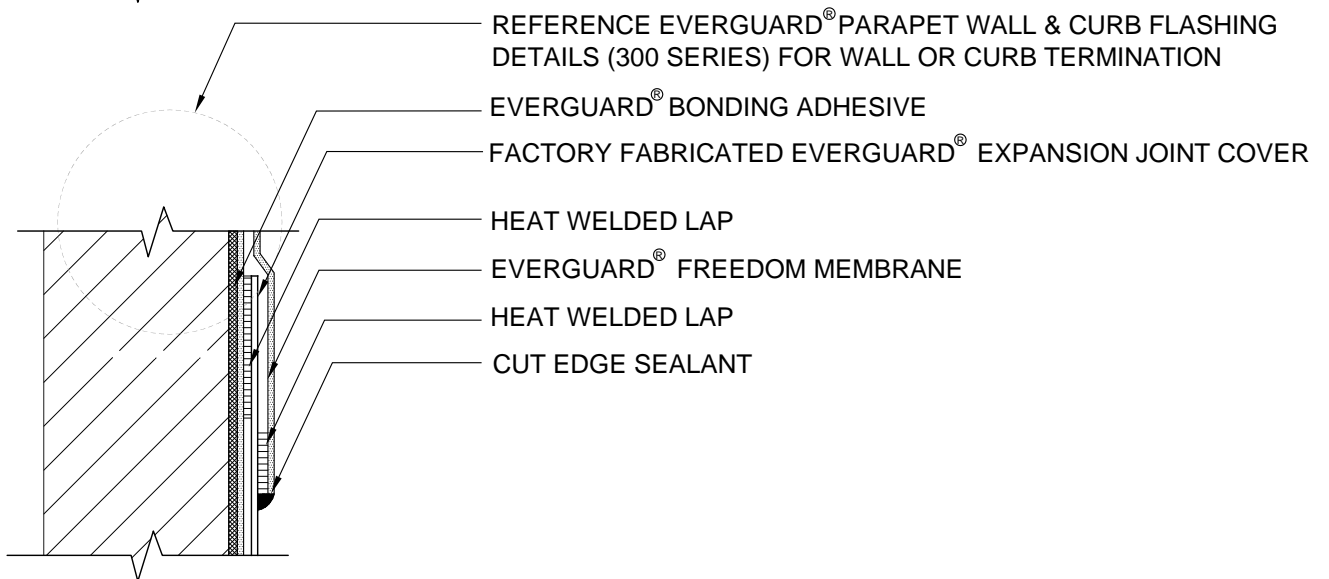 REFERENCE EVERGUARD® PARAPET WALL & CURB FLASHING
DETAILS (300 SERIES) FOR WALL OR CURB TERMINATION
EVERGUARD® BONDING ADHESIVE
FACTORY FABRICATED EVERGUARD® EXPANSION JOINT COVER
HEAT WELDED LAP
EVERGUARD® FREEDOM MEMBRANE
HEAT WELDED LAP
CUT EDGE SEALANT